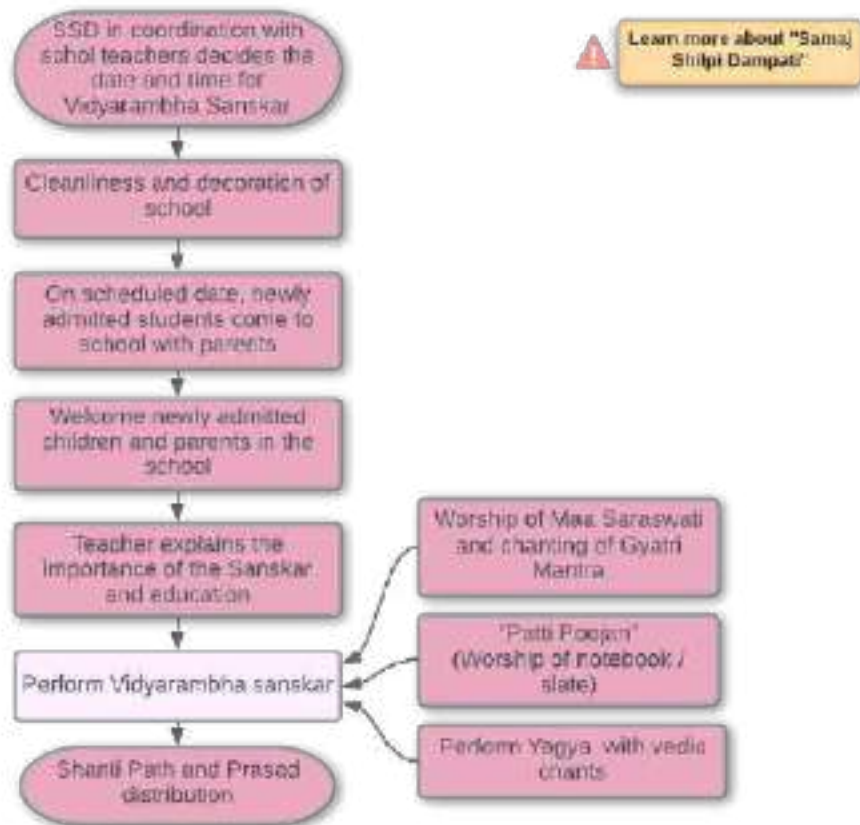 SSD in coordination with
sohol teachers decides the
date and time for
Vidyarambha Sanskar
Learn more about "Samaj
Shilpi Dampati"
Cleanliness and decoration of
school
On scheduled date, newly
admitted students come to
school with parents
Welcome newly admitted
children and parents in the
school
Teacher explains the
importance of the Sanskar
and education
Worship of Maa Saraswati
and chanting of Gyatri
Mantra
"Patti Poojan"
(Worship of notebook /
slate)
Perform Yagya with vedic
chants
Perform Vidyarambha sanskar
Shanti Path and Prasad
distribution